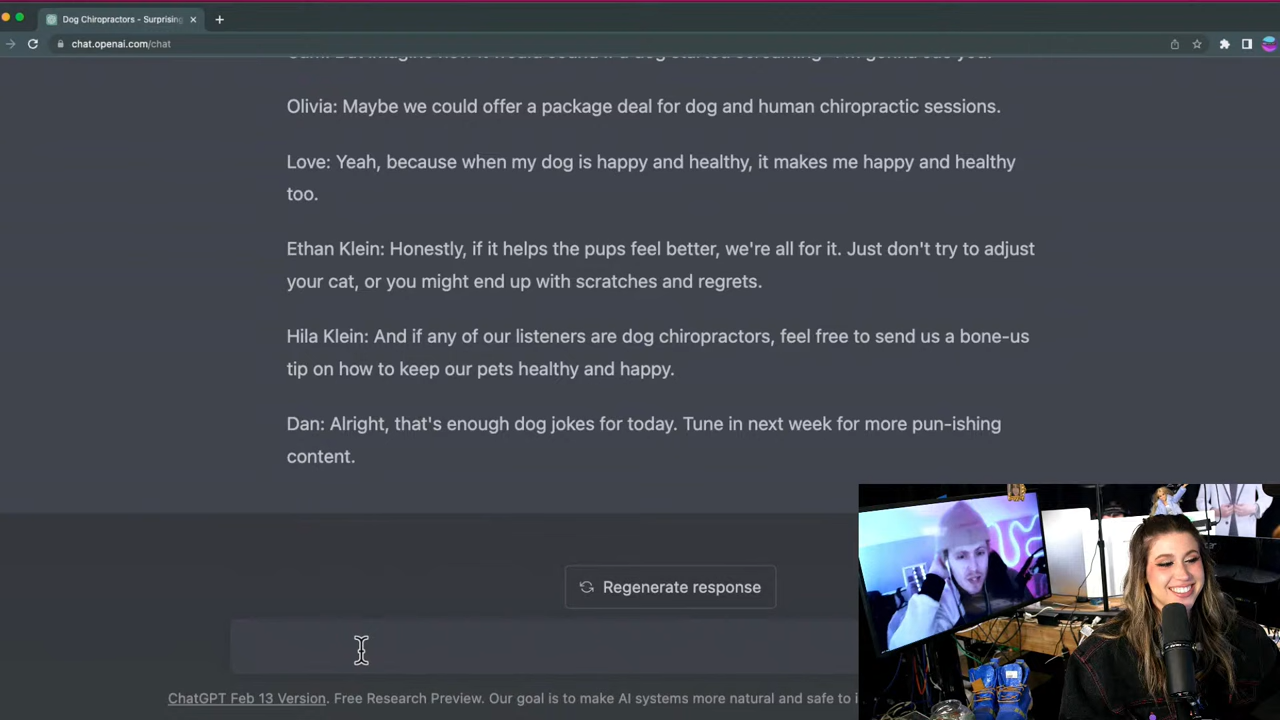 Dog Chiropractors - Surprising
chat.openai.com/chat
Olivia: Maybe we could offer a package deal for dog and human chiropractic sessions.
Love: Yeah, because when my dog is happy and healthy, it makes me happy and healthy
too.
Ethan Klein: Honestly, if it helps the pups feel better, we're all for it. Just don't try to adjust
your cat, or you might end up with scratches and regrets.
Hila Klein: And if any of our listeners are dog chiropractors, feel free to send us a bone-us
tip on how to keep our pets healthy and happy.
Dan: Alright, that's enough dog jokes for today. Tune in next week for more pun-ishing
content.
Regenerate response
ChatGPT Feb 13 Version. Free Research Preview. Our goal is to make AI systems more natural and safe to